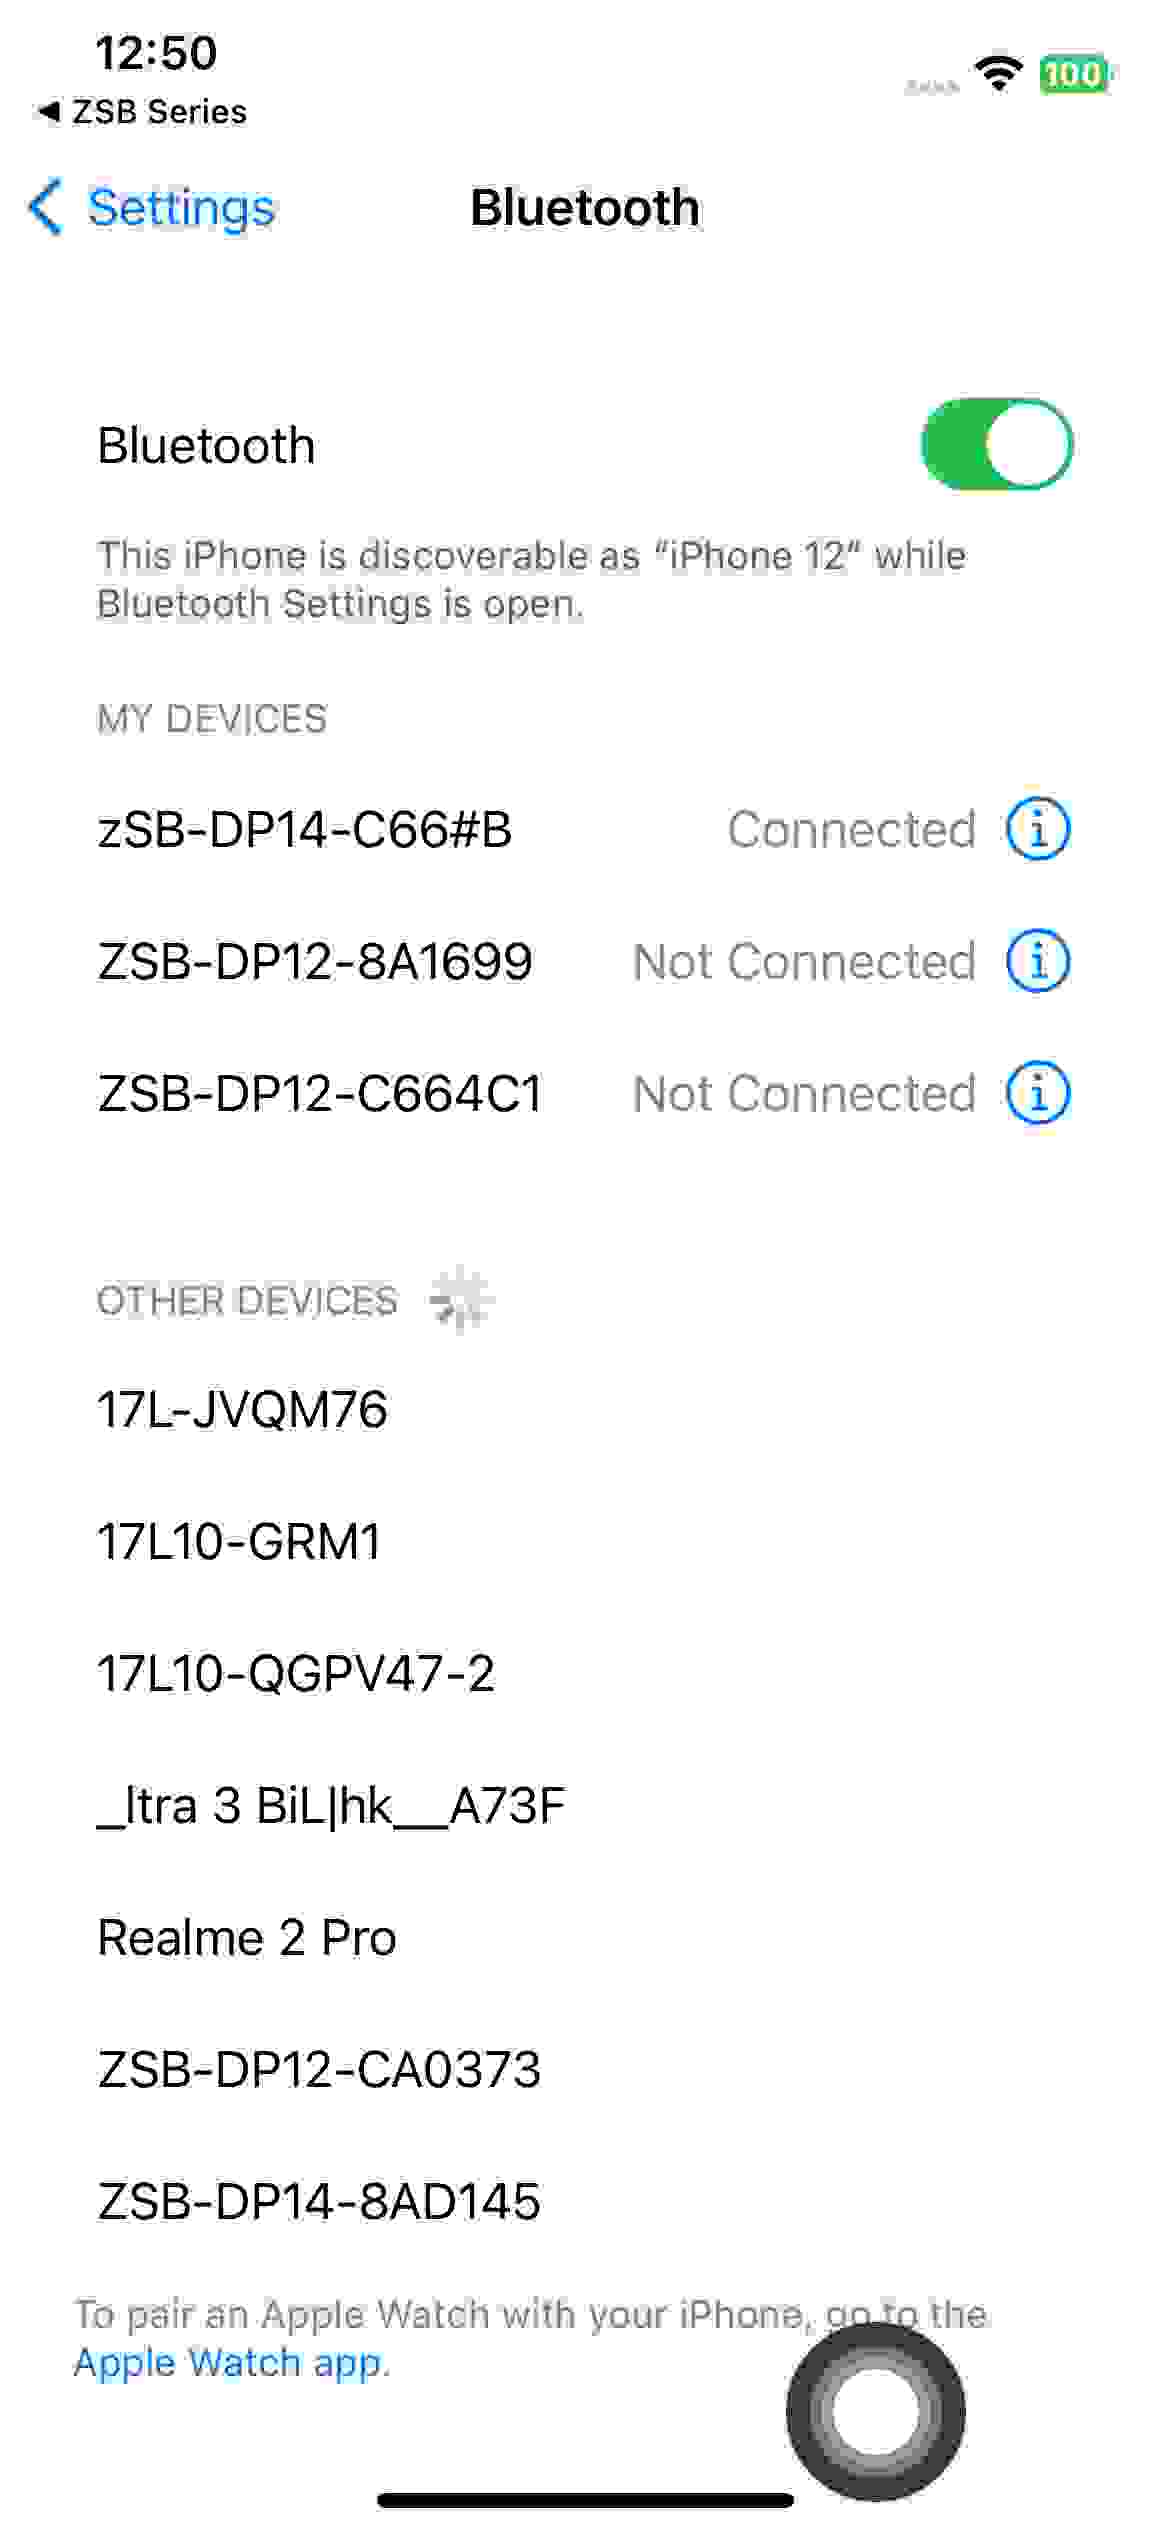 12:50
100
◀ ZSB Series
Settings
Bluetooth
Bluetooth
This iPhone is discoverable as “iPhone 12” while
Bluetooth Settings is open.
MY DEVICES
zSB-DP14-C66#B Connected
ZSB-DP12-8A1699 Not Connected
ZSB-DP12-C664C1 Not Connected
OTHER DEVICES
17L-JVQM76
17L10-GRM1
17L10-QGPV47-2
_ltra 3 BiL|hk__A73F
Realme 2 Pro
ZSB-DP12-CA0373
ZSB-DP14-8AD145
To pair an Apple Watch with your iPhone, go to the
Apple Watch app.